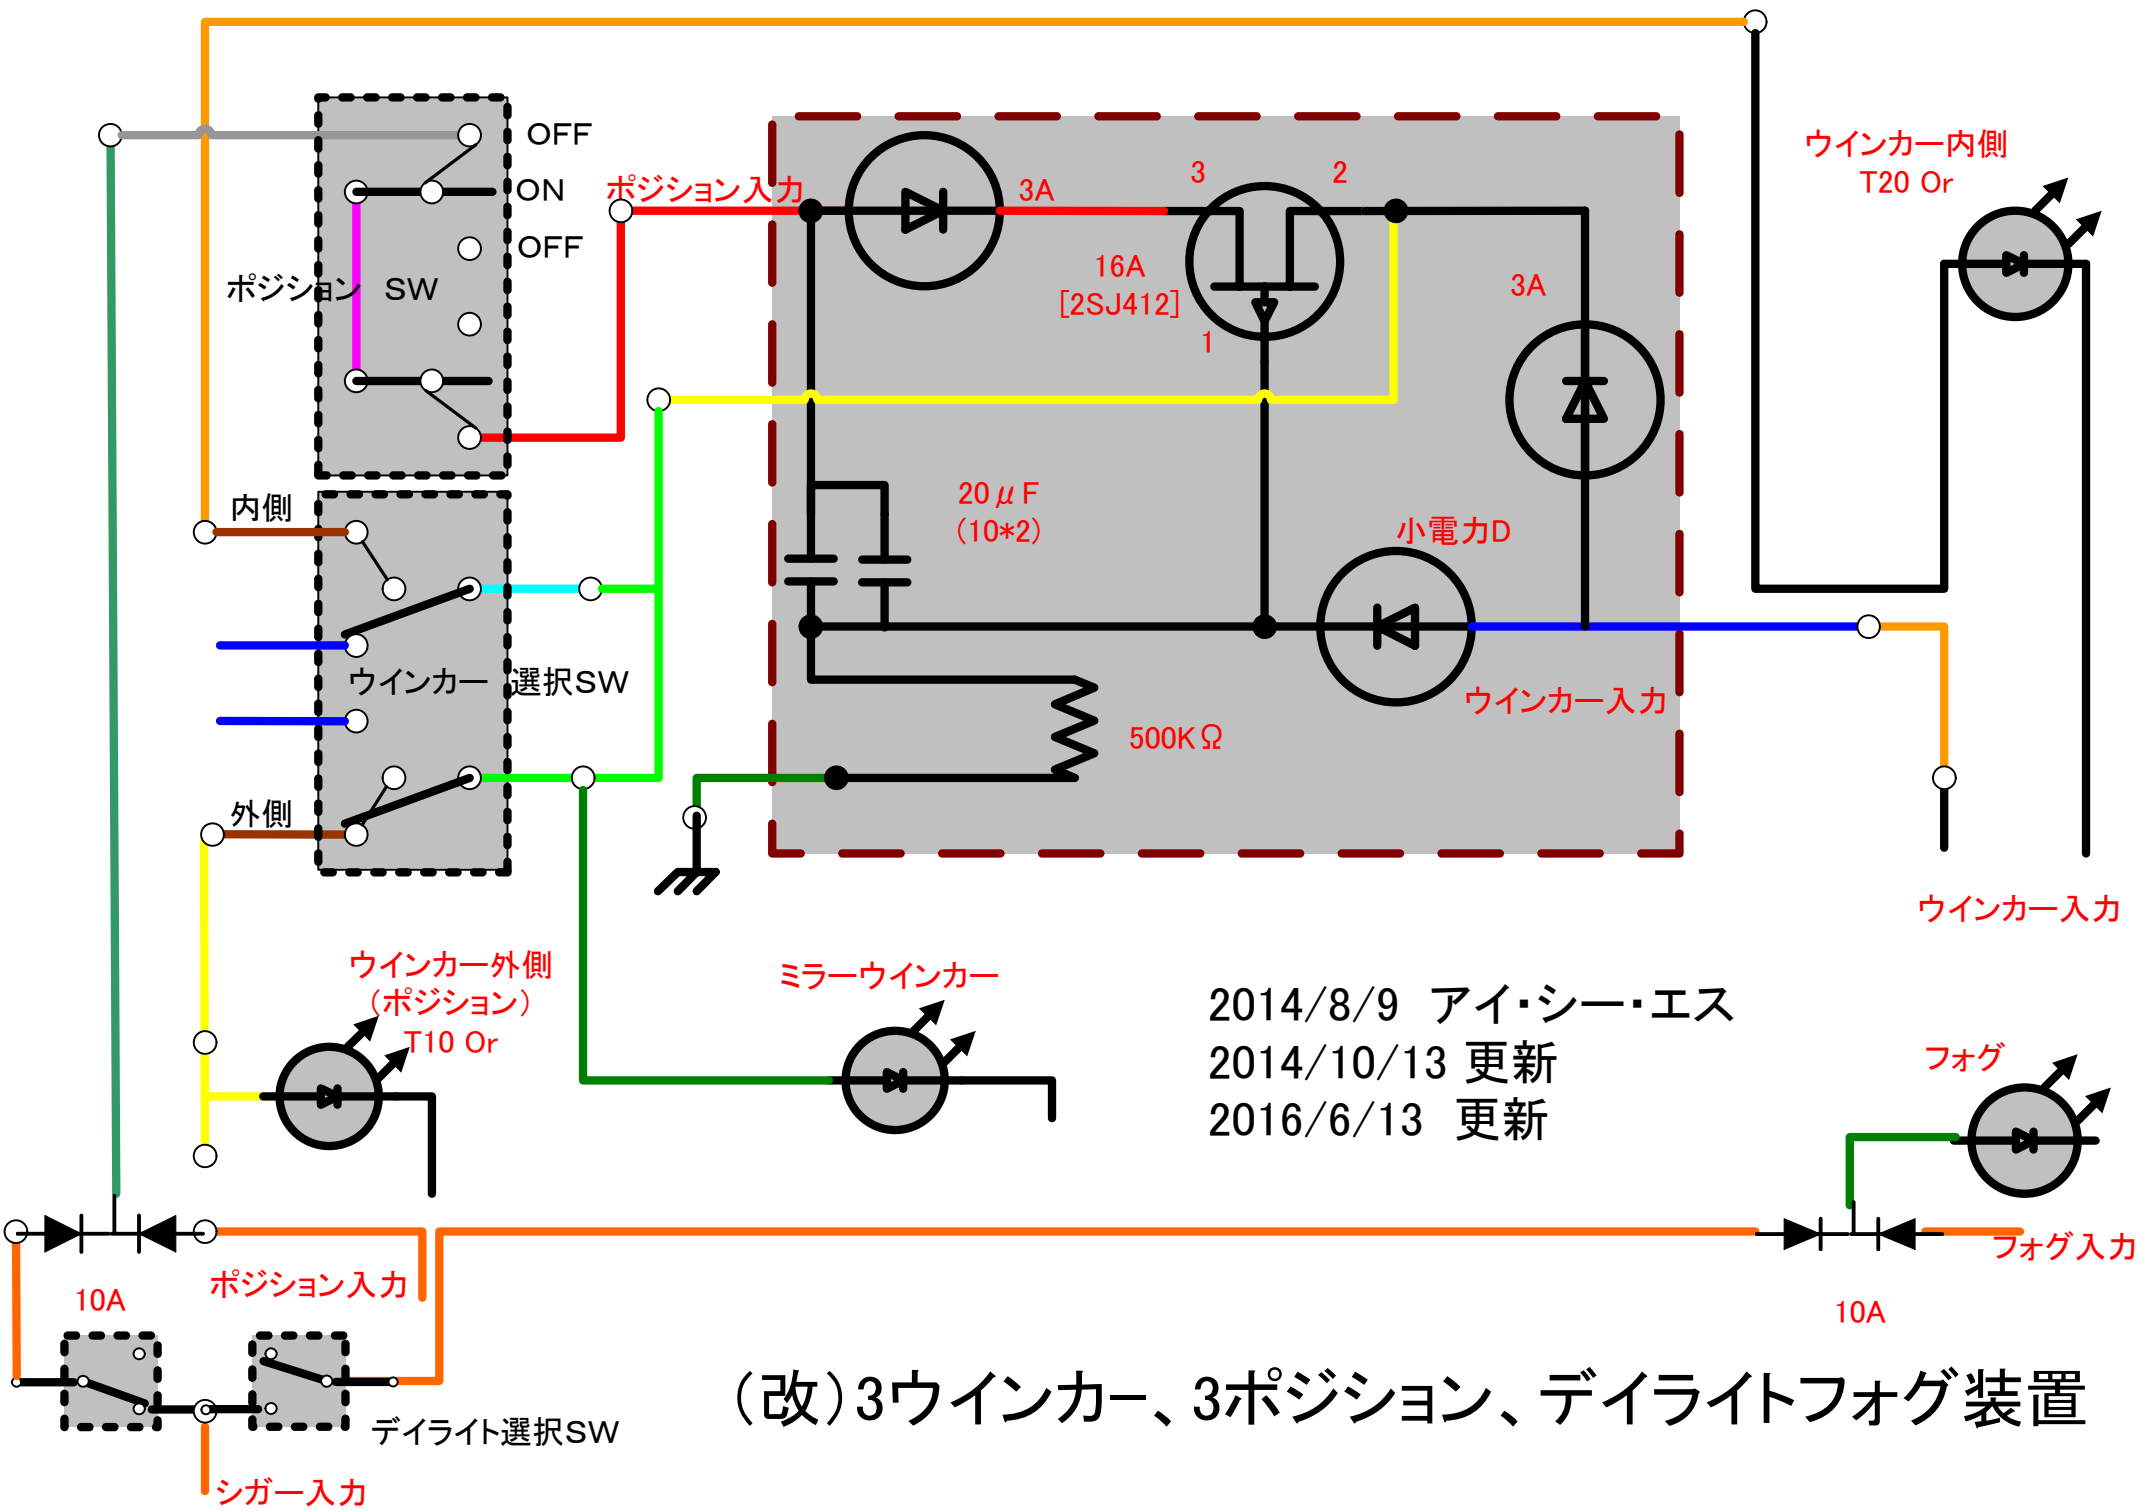 OFF
ON
OFF
ポジション SW
ポジション入力
3A
3
2
16A
[2SJ412]
1
3A
ウインカー内側
T20 Or
内側
20μF
(10*2)
小電力D
ウインカー 選択SW
ウインカー入力
500KΩ
外側
ウインカー入力
ウインカー外側
(ポジション)
T10 Or
ミラーウインカー
2014/8/9 アイ・シー・エス
2014/10/13 更新
2016/6/13 更新
フォグ
ポジション入力
フォグ入力
10A
10A
(改)3ウインカー、3ポジション、デイライトフォグ装置
デイライト選択SW
シガー入力